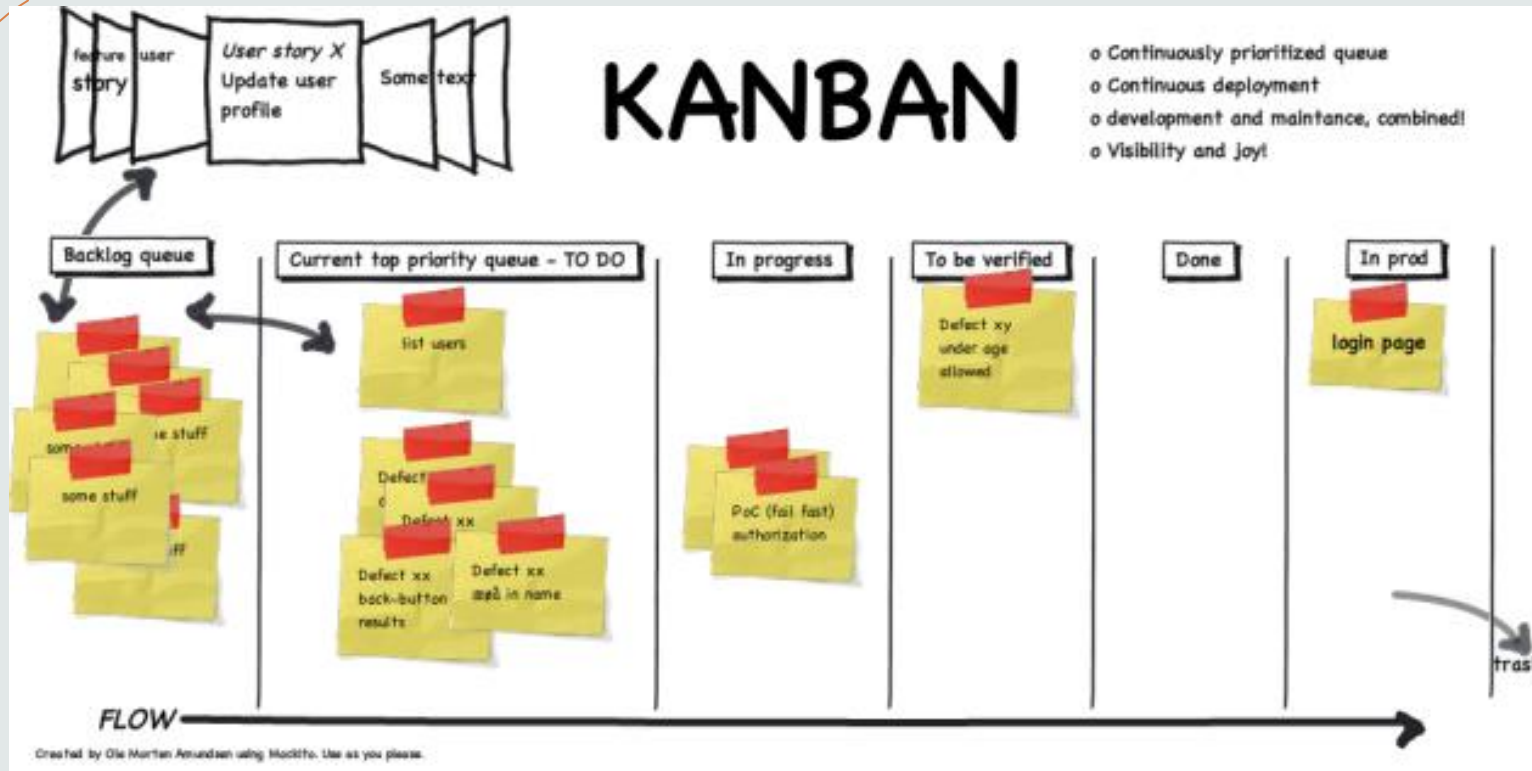 feature user
story
User story X
Update user
profile
Some text
KANBAN
o Continuously prioritized queue
o Continuous deployment
o development and maintance, combined!
o Visibility and joy!
Backlog queue
Current top priority queue - TO DO
In progress
To be verified
Done
In prod
some stuff
list users
Defect
Defect xx
Defect xx
back-button
results
Defect xx
æøå in name
PoC (fail fast)
authorization
Defect xy
under age
allowed
login page
tras
FLOW
Created by Ole Morten Amundsen using Mockito. Use as you please.